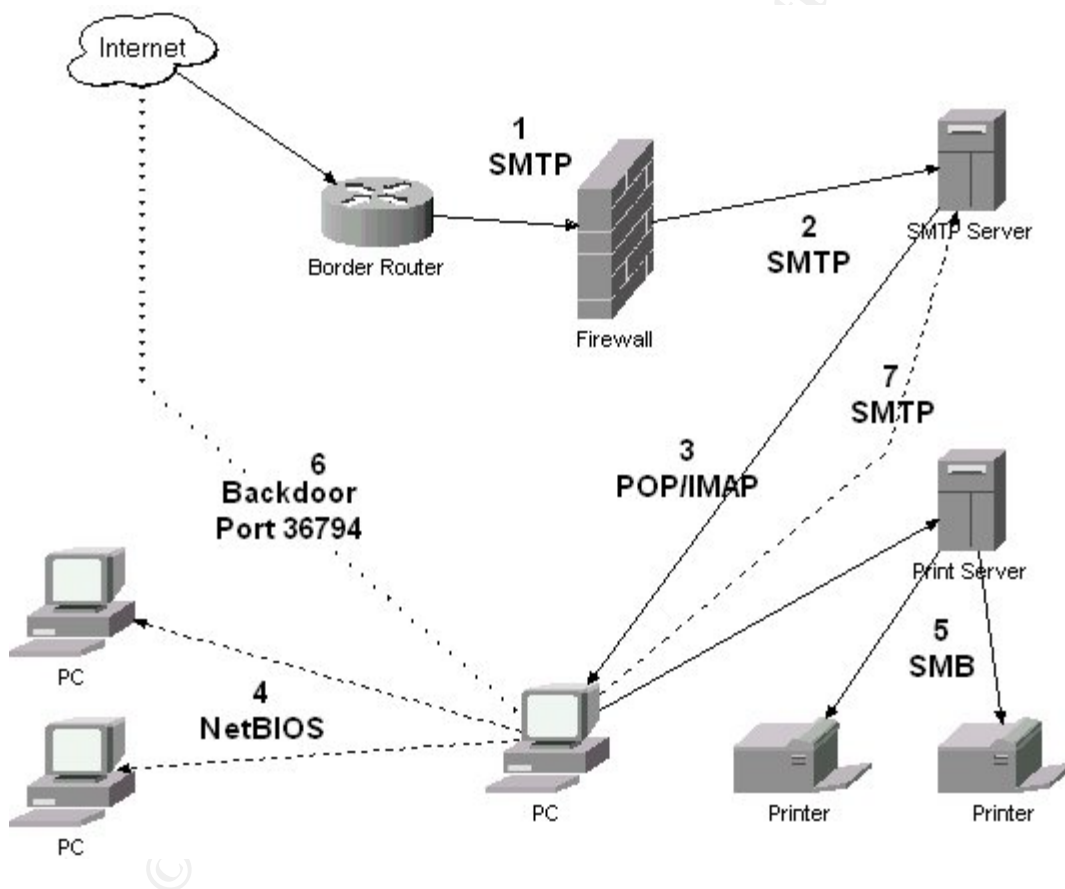 Internet
1
SMTP
Border Router
Firewall
2
SMTP
SMTP Server
7
SMTP
3
POP/IMAP
6
Backdoor
Port 36794
Print Server
5
SMB
PC
4
NetBIOS
PC
PC
Printer
Printer
©